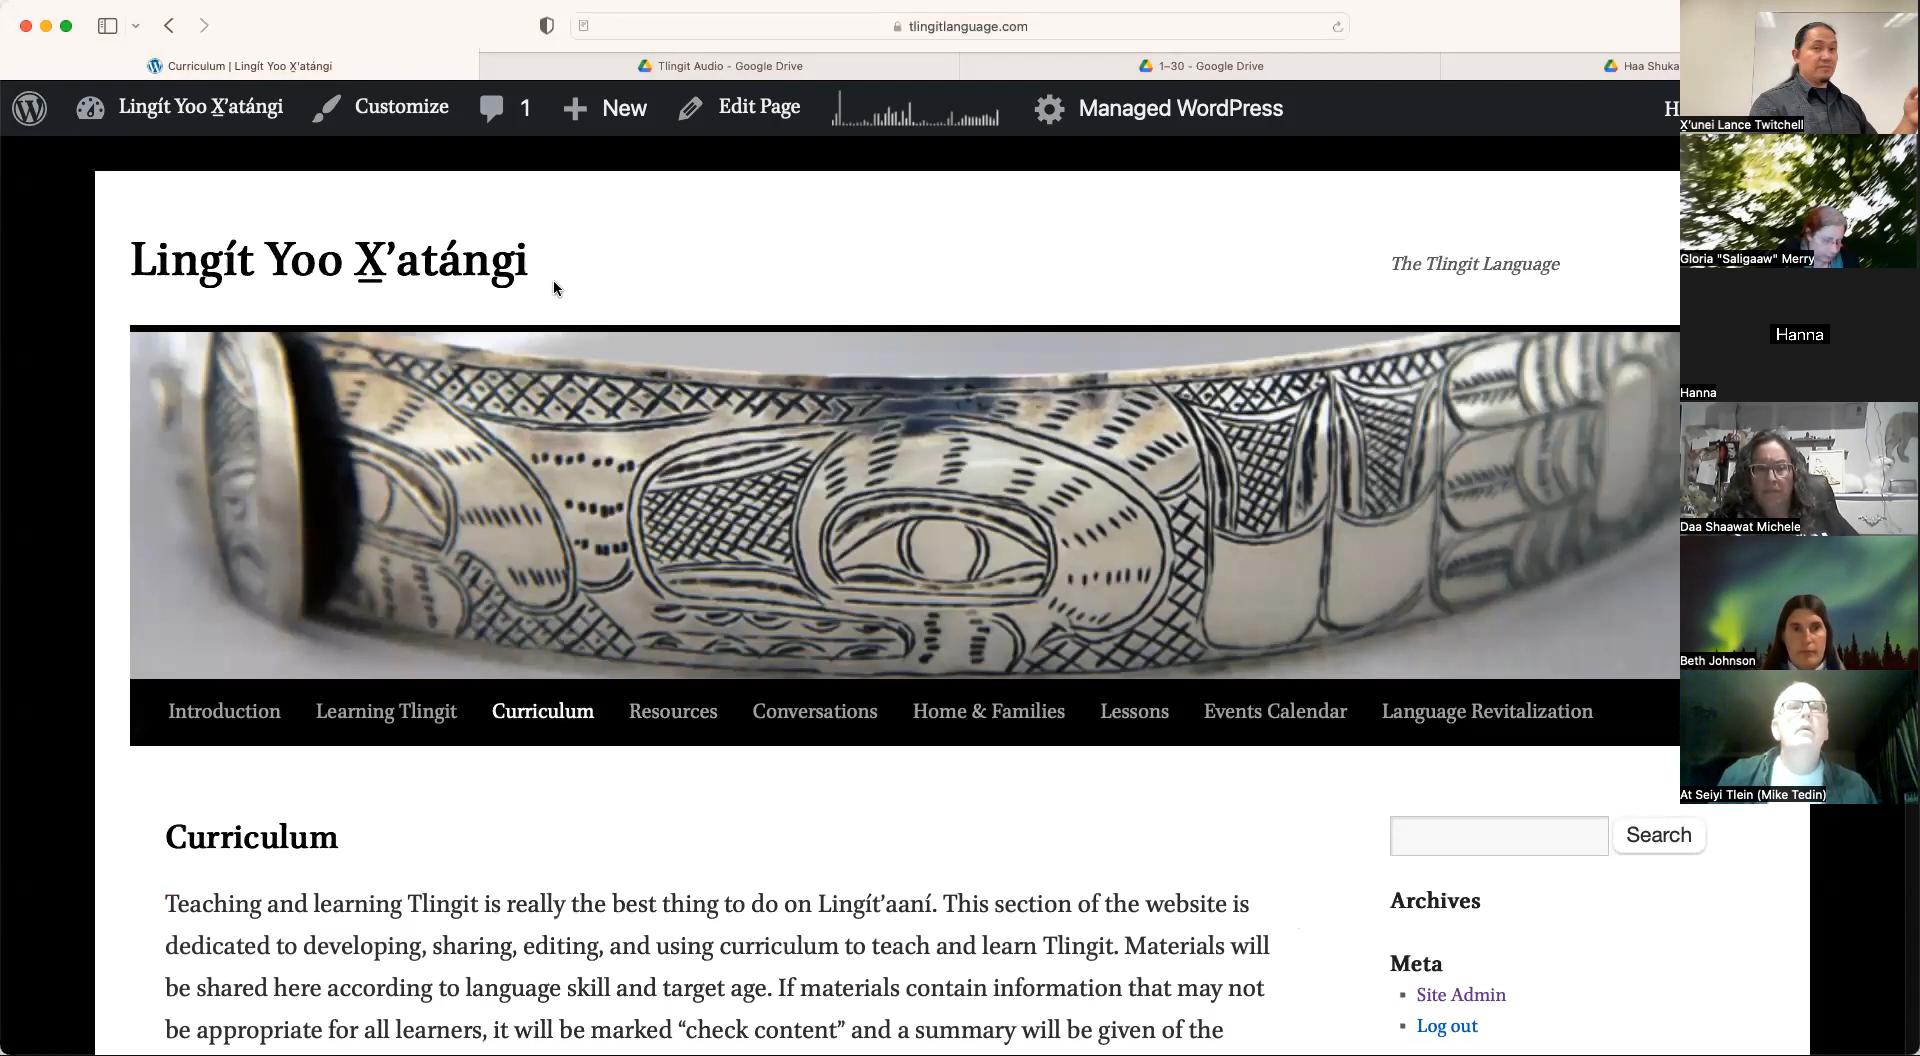 tlingitlanguage.com
Curriculum | Lingít Yoo X̱'atángi
Tlingit Audio - Google Drive
1–30 - Google Drive
Haa Shuka
Lingít Yoo X̱'atángi
Customize
1
New
Edit Page
Managed WordPress
H
Lingít Yoo X̱’atángi
The Tlingit Language
Introduction
Learning Tlingit
Curriculum
Resources
Conversations
Home & Families
Lessons
Events Calendar
Language Revitalization
Curriculum
Teaching and learning Tlingit is really the best thing to do on Lingít’aaní. This section of the website is
dedicated to developing, sharing, editing, and using curriculum to teach and learn Tlingit. Materials will
be shared here according to language skill and target age. If materials contain information that may not
be appropriate for all learners, it will be marked “check content” and a summary will be given of the
Search
Archives
Meta
Site Admin
Log out
X̱'unei Lance Twitchell
Gloria "Saligaaw" Merry
Hanna
Hanna
Daa Shaawat Michele
Beth Johnson
At Seiyi Tlein (Mike Tedin)